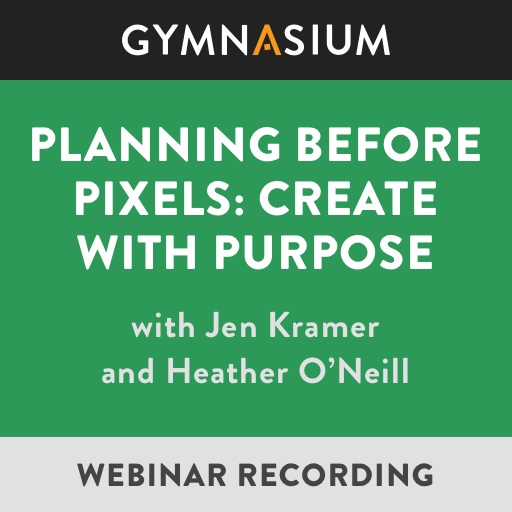 GYMNASIUM
PLANNING BEFORE
PIXELS: CREATE
WITH PURPOSE
with Jen Kramer
and Heather O’Neill
WEBINAR RECORDING